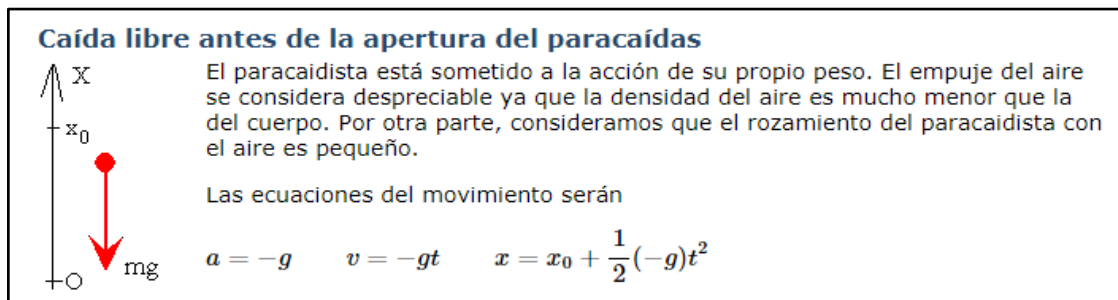 Caída libre antes de la apertura del paracaídas
X
x₀
mg
O
El paracaidista está sometido a la acción de su propio peso. El empuje del aire
se considera despreciable ya que la densidad del aire es mucho menor que la
del cuerpo. Por otra parte, consideramos que el rozamiento del paracaidista con
el aire es pequeño.
Las ecuaciones del movimiento serán
a = −g v = −gt x = x₀ + 1/2 (−g)t²